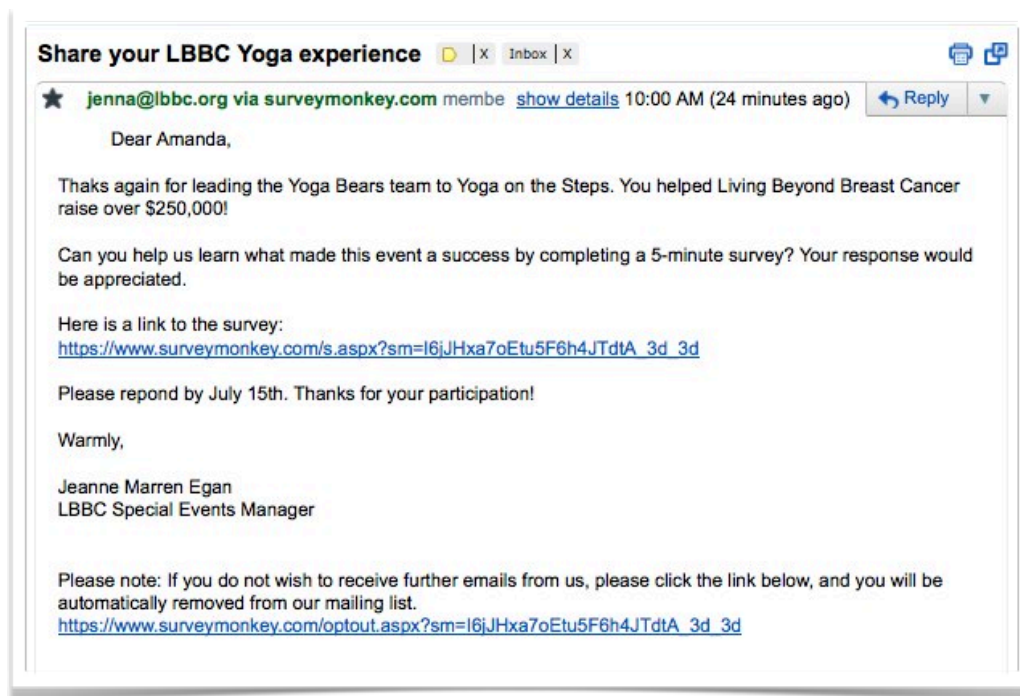 Share your LBBC Yoga experience | X Inbox | X
jenna@lbbc.org via surveymonkey.com membe show details 10:00 AM (24 minutes ago) Reply
Dear Amanda,
Thaks again for leading the Yoga Bears team to Yoga on the Steps. You helped Living Beyond Breast Cancer
raise over $250,000!
Can you help us learn what made this event a success by completing a 5-minute survey? Your response would
be appreciated.
Here is a link to the survey:
https://www.surveymonkey.com/s.aspx?sm=I6jJHxa7oEtu5F6h4JTdtA_3d_3d
Please repond by July 15th. Thanks for your participation!
Warmly,
Jeanne Marren Egan
LBBC Special Events Manager
Please note: If you do not wish to receive further emails from us, please click the link below, and you will be
automatically removed from our mailing list.
https://www.surveymonkey.com/optout.aspx?sm=I6jJHxa7oEtu5F6h4JTdtA_3d_3d